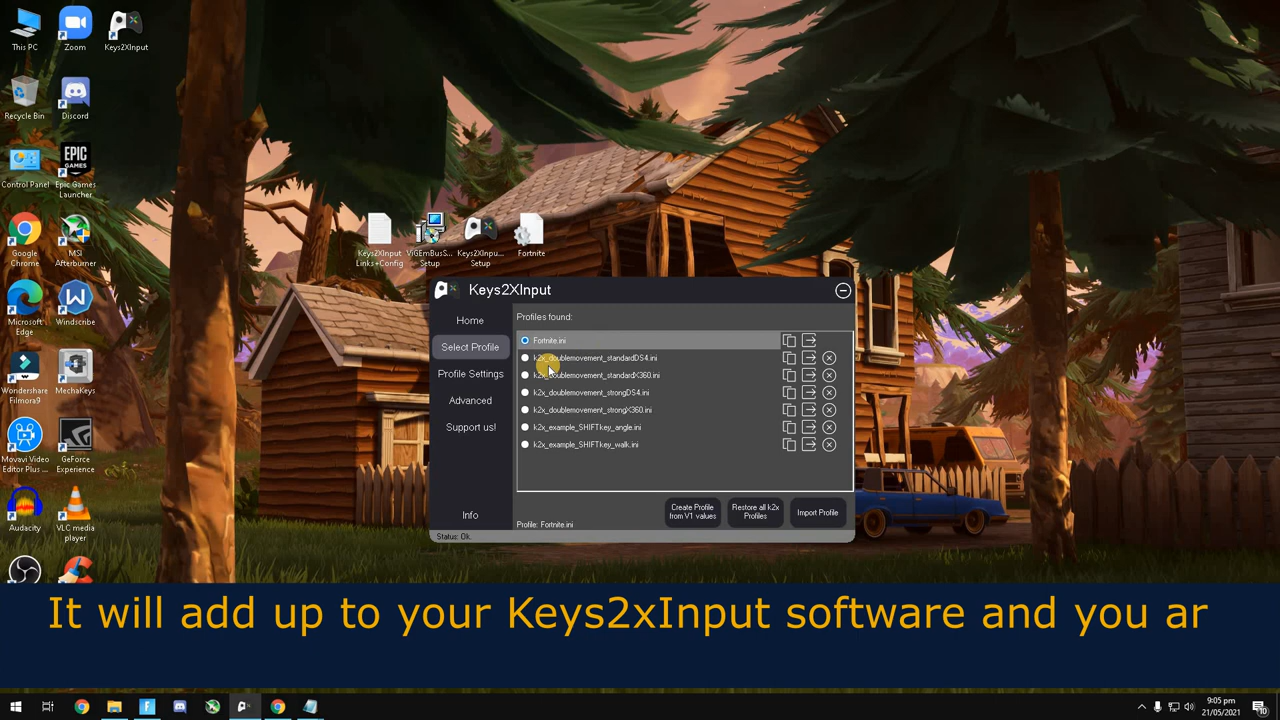 This PC
Zoom
Keys2XInput
Recycle Bin
Discord
Control Panel
EPIC
GAMES
Epic Games
Launcher
Google
Chrome
MSI
Afterburner
Keys2XInput
Links+Config
ViGEmBusS...
Setup
Keys2XInpu...
Setup
Fortnite
Microsoft
Edge
Windscribe
Wondershare
Filmora9
MechaKeys
Movavi Video
Editor Plus ...
GeForce
Experience
Audacity
VLC media
player
Keys2XInput
Home
Select Profile
Profile Settings
Advanced
Support us!
Info
Profiles found:
Fortnite.ini
k2x_doublemovement_standardDS4.ini
k2x_doublemovement_standardX360.ini
k2x_doublemovement_strongDS4.ini
k2x_doublemovement_strongX360.ini
k2x_example_SHIFTkey_angle.ini
k2x_example_SHIFTkey_walk.ini
Create Profile
from V1 values
Restore all k2x
Profiles
Import Profile
Profile: Fortnite.ini
Status: Ok.
It will add up to your Keys2xInput software and you ar
9:05 pm
21/05/2021
10